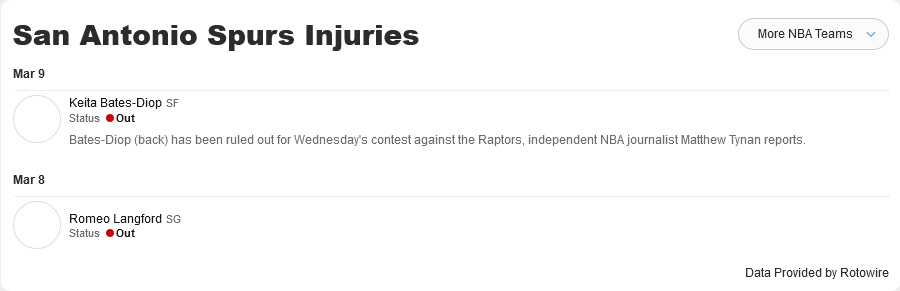 San Antonio Spurs Injuries
More NBA Teams
Mar 9
Keita Bates-Diop SF
Status Out
Bates-Diop (back) has been ruled out for Wednesday's contest against the Raptors, independent NBA journalist Matthew Tynan reports.
Mar 8
Romeo Langford SG
Status Out
Data Provided by Rotowire